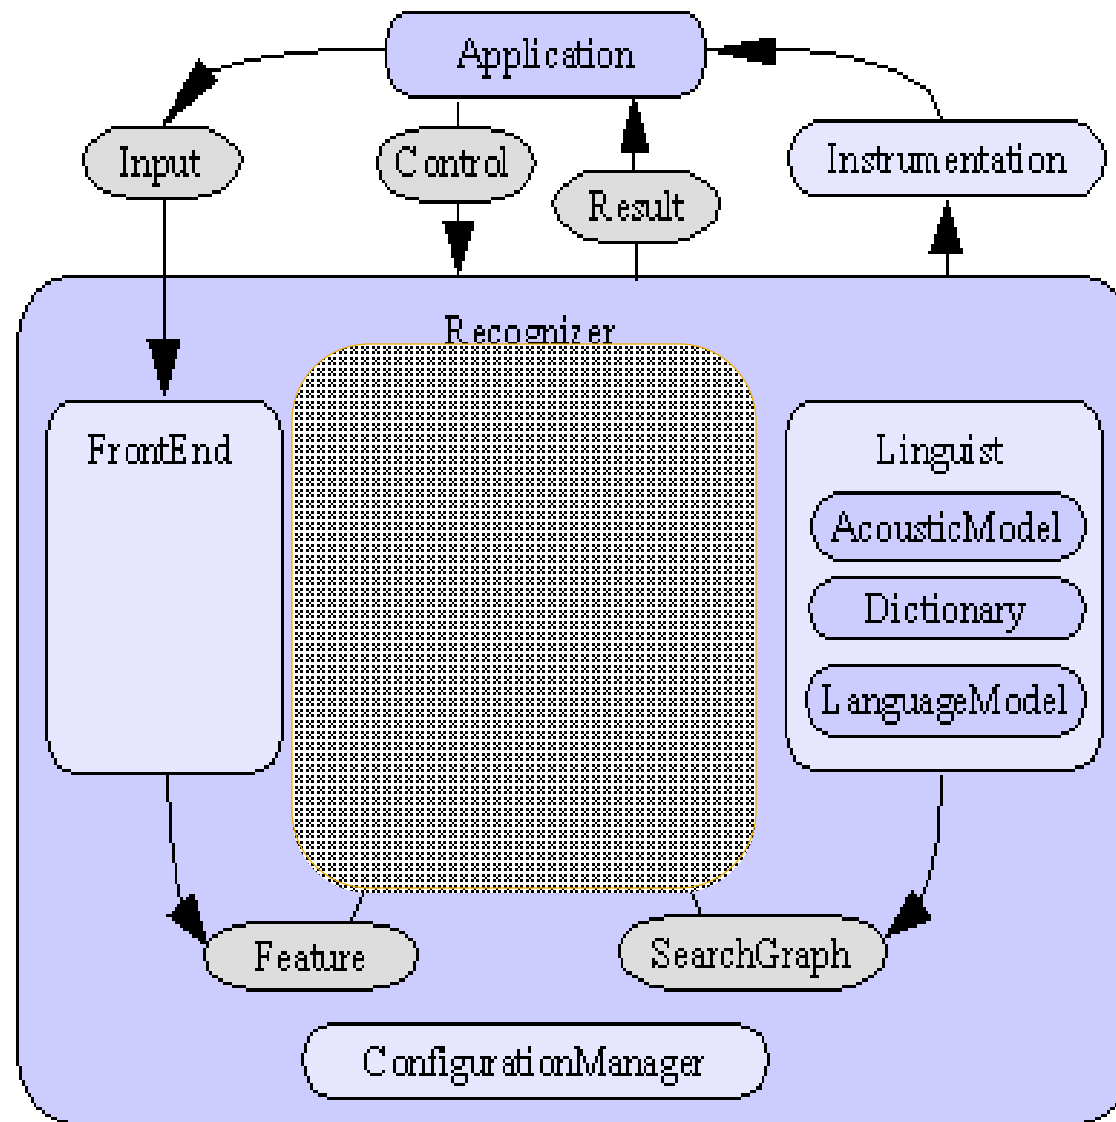 Application
Input
Control
Result
Instrumentation
Recognizer
FrontEnd
Linguist
AcousticModel
Dictionary
LanguageModel
Feature
SearchGraph
ConfigurationManager